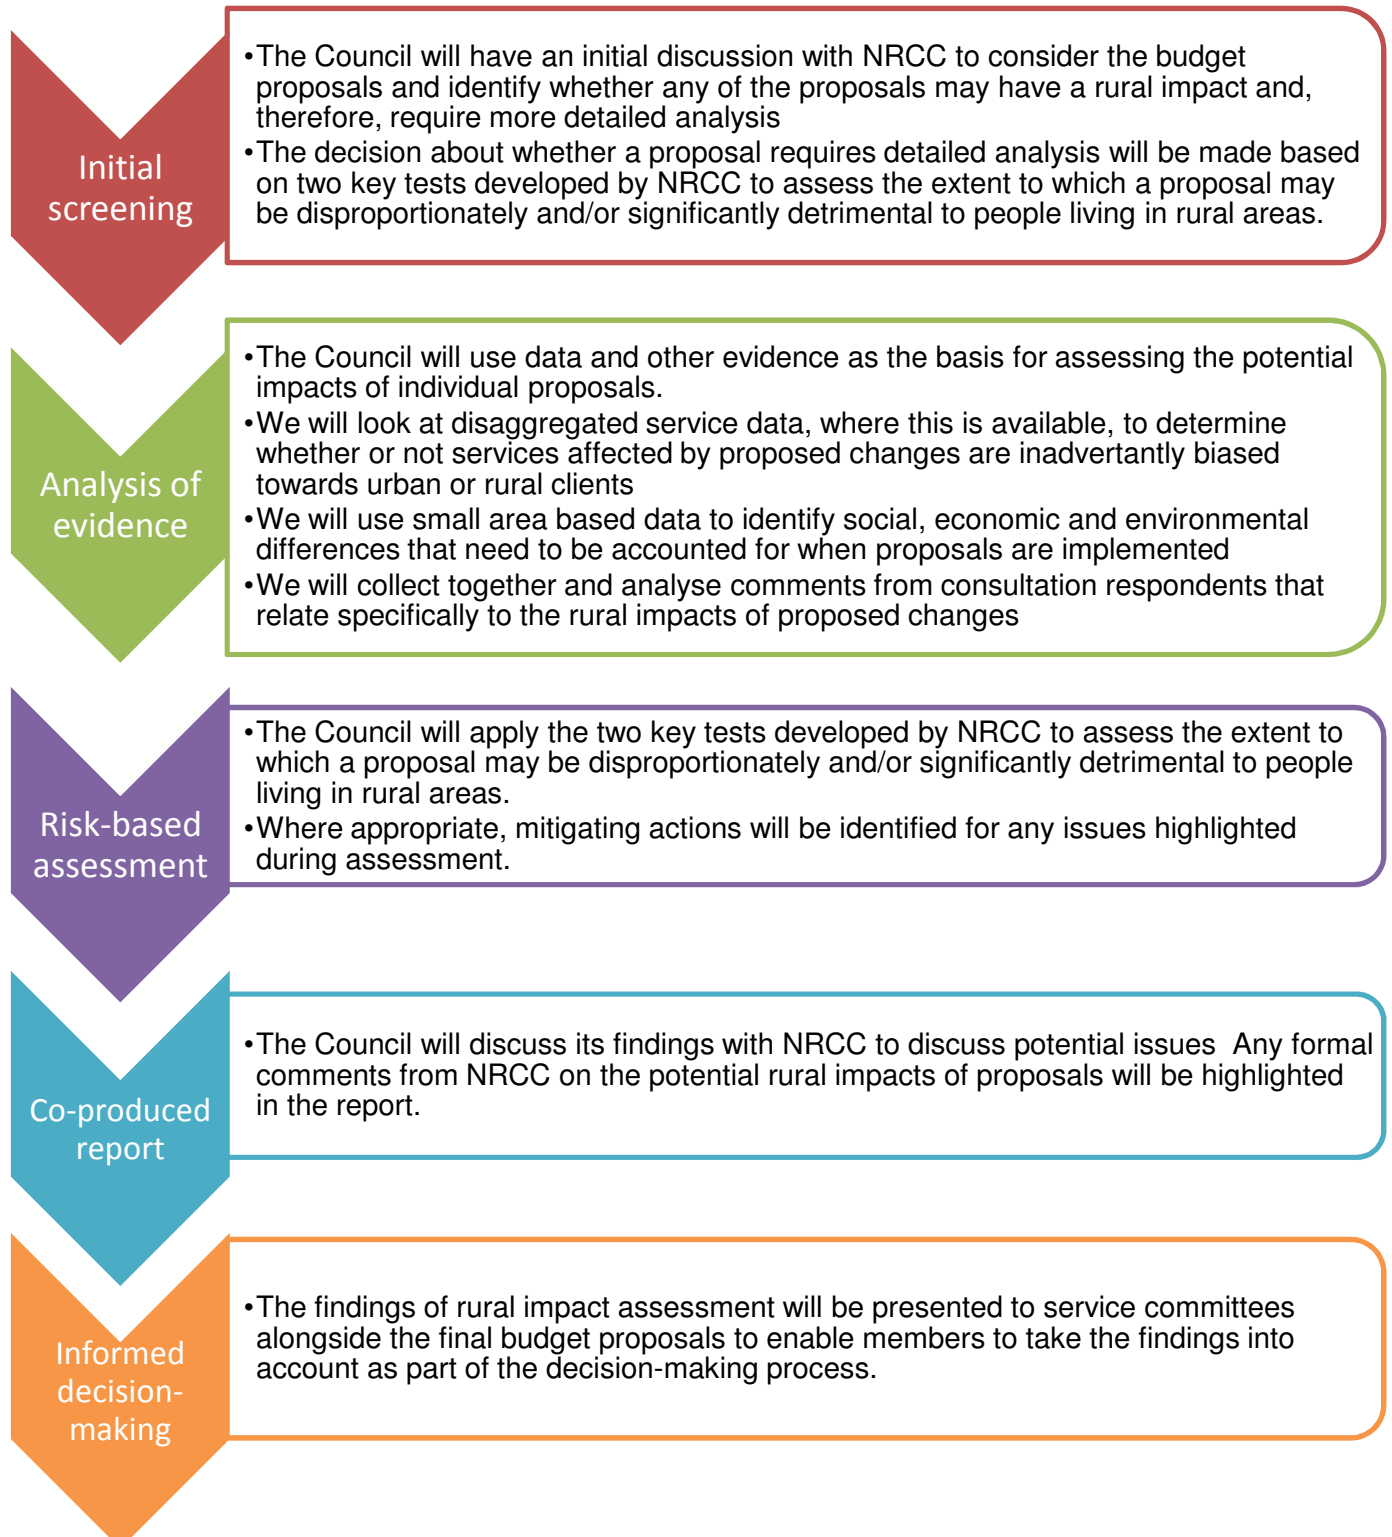 Initial
screening
•The Council will have an initial discussion with NRCC to consider the budget
proposals and identify whether any of the proposals may have a rural impact and,
therefore, require more detailed analysis
•The decision about whether a proposal requires detailed analysis will be made based
on two key tests developed by NRCC to assess the extent to which a proposal may
be disproportionately and/or significantly detrimental to people living in rural areas.
Analysis of
evidence
•The Council will use data and other evidence as the basis for assessing the potential
impacts of individual proposals.
•We will look at disaggregated service data, where this is available, to determine
whether or not services affected by proposed changes are inadvertantly biased
towards urban or rural clients
•We will use small area based data to identify social, economic and environmental
differences that need to be accounted for when proposals are implemented
•We will collect together and analyse comments from consultation respondents that
relate specifically to the rural impacts of proposed changes
Risk-based
assessment
•The Council will apply the two key tests developed by NRCC to assess the extent to
which a proposal may be disproportionately and/or significantly detrimental to people
living in rural areas.
•Where appropriate, mitigating actions will be identified for any issues highlighted
during assessment.
Co-produced
report
•The Council will discuss its findings with NRCC to discuss potential issues  Any formal
comments from NRCC on the potential rural impacts of proposals will be highlighted
in the report.
Informed
decision-
making
•The findings of rural impact assessment will be presented to service committees
alongside the final budget proposals to enable members to take the findings into
account as part of the decision-making process.